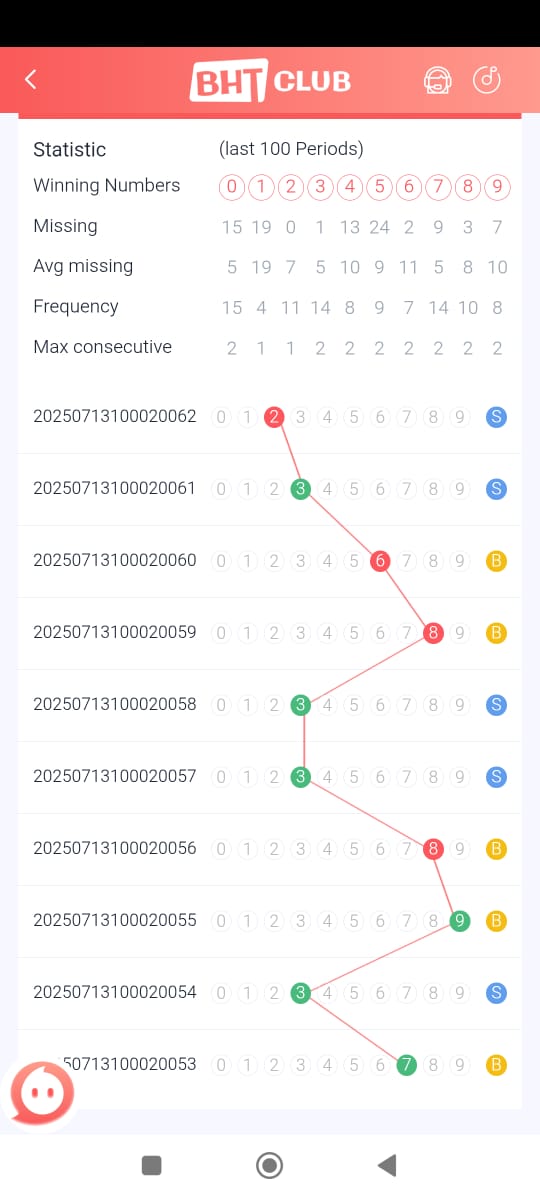 BHT CLUB
Statistic (last 100 Periods)
Winning Numbers 0 1 2 3 4 5 6 7 8 9
Missing 15 19 0 1 13 24 2 9 3 7
Avg missing 5 19 7 5 10 9 11 5 8 10
Frequency 15 4 11 14 8 9 7 14 10 8
Max consecutive 2 1 1 2 2 2 2 2 2 2
20250713100020062 0 1 2 3 4 5 6 7 8 9 S
20250713100020061 0 1 2 3 4 5 6 7 8 9 S
20250713100020060 0 1 2 3 4 5 6 7 8 9 B
20250713100020059 0 1 2 3 4 5 6 7 8 9 B
20250713100020058 0 1 2 3 4 5 6 7 8 9 S
20250713100020057 0 1 2 3 4 5 6 7 8 9 S
20250713100020056 0 1 2 3 4 5 6 7 8 9 B
20250713100020055 0 1 2 3 4 5 6 7 8 9 B
20250713100020054 0 1 2 3 4 5 6 7 8 9 S
50713100020053 0 1 2 3 4 5 6 7 8 9 B